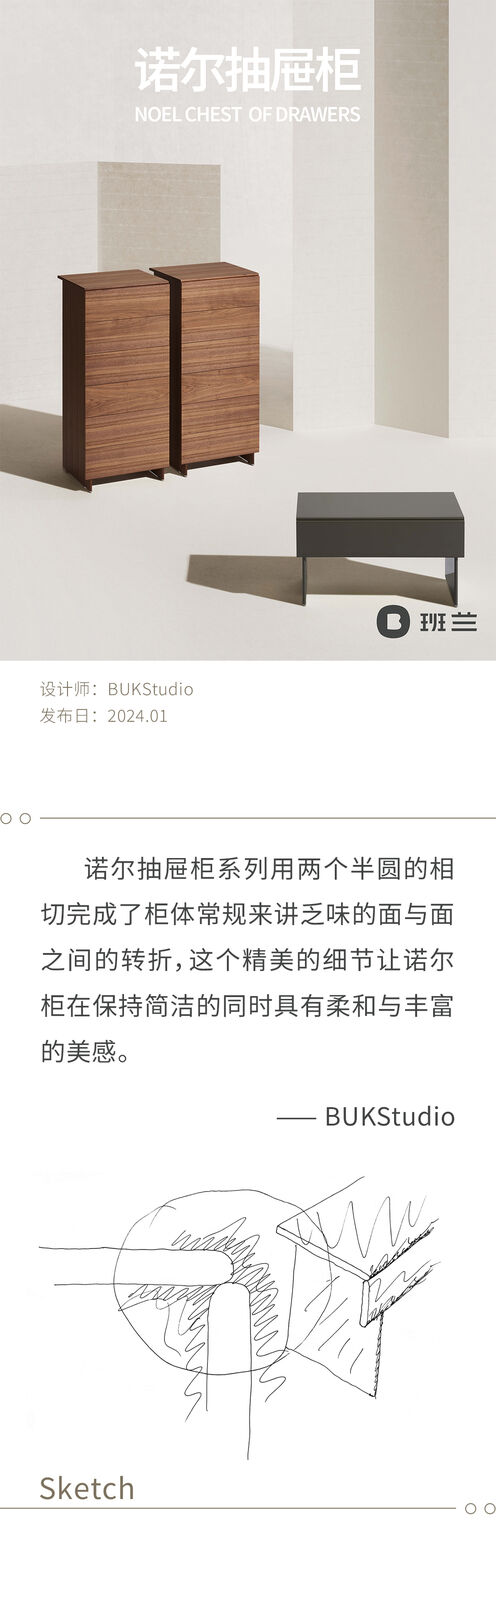 诺尔抽屉柜
NOEL CHEST OF DRAWERS
班兰
设计师：BUKStudio
发布日：2024.01
诺尔抽屉柜系列用两个半圆的相
切完成了柜体常规来讲乏味的面与面
之间的转折，这个精美的细节让诺尔
柜在保持简洁的同时具有柔和与丰富
的美感。
—— BUKStudio
Sketch